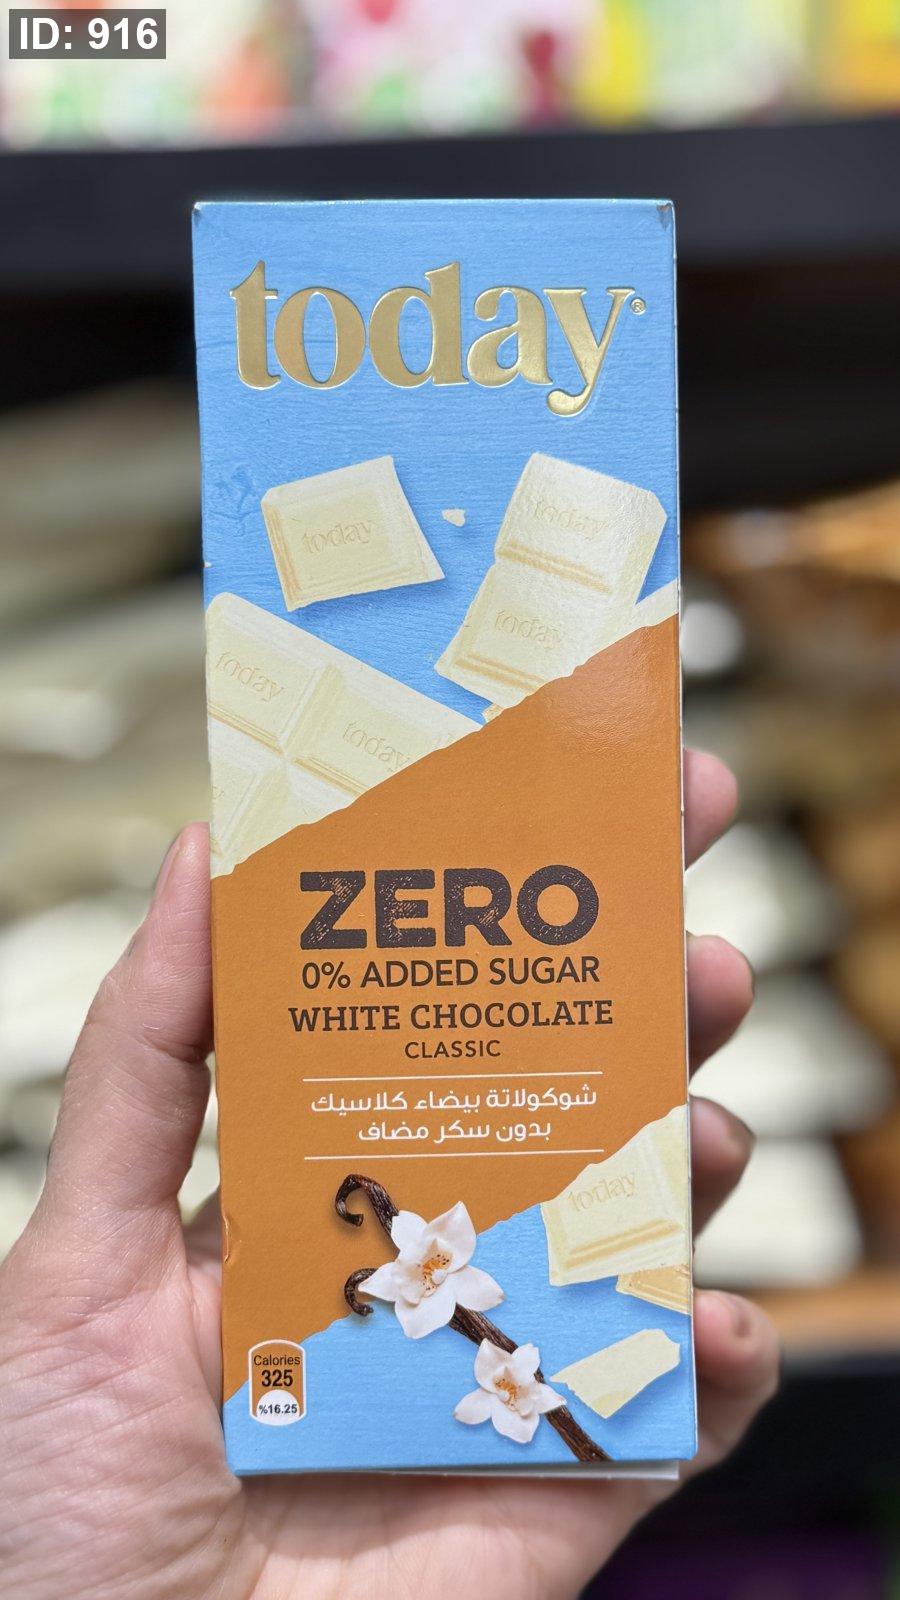 ID: 916
today®
today
today
today
today
today
ZERO
0% ADDED SUGAR
WHITE CHOCOLATE
CLASSIC
شوكولاتة بيضاء كلاسيك
بدون سكر مضاف
today
Calories
325
%16.25